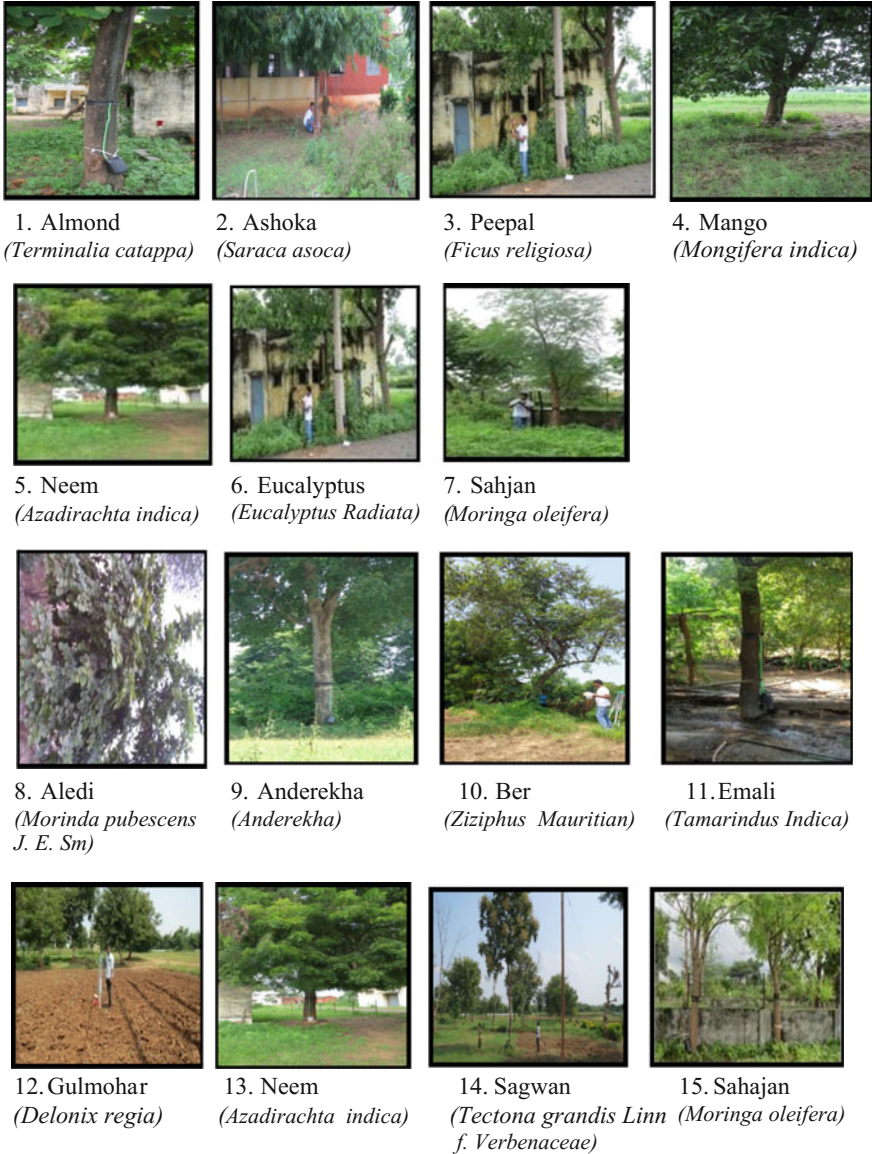 1. Almond
(Terminalia catappa)
2. Ashoka
(Saraca asoca)
3. Peepal
(Ficus religiosa)
4. Mango
(Mongifera indica)
5. Neem
(Azadirachta indica)
6. Eucalyptus
(Eucalyptus Radiata)
7. Sahjan
(Moringa oleifera)
8. Aledi
(Morinda pubescens
J. E. Sm)
9. Anderekha
(Anderekha)
10. Ber
(Ziziphus Mauritian)
11. Emali
(Tamarindus Indica)
12. Gulmohar
(Delonix regia)
13. Neem
(Azadirachta indica)
14. Sagwan
(Tectona grandis Linn
f. Verbenaceae)
15. Sahajan
(Moringa oleifera)